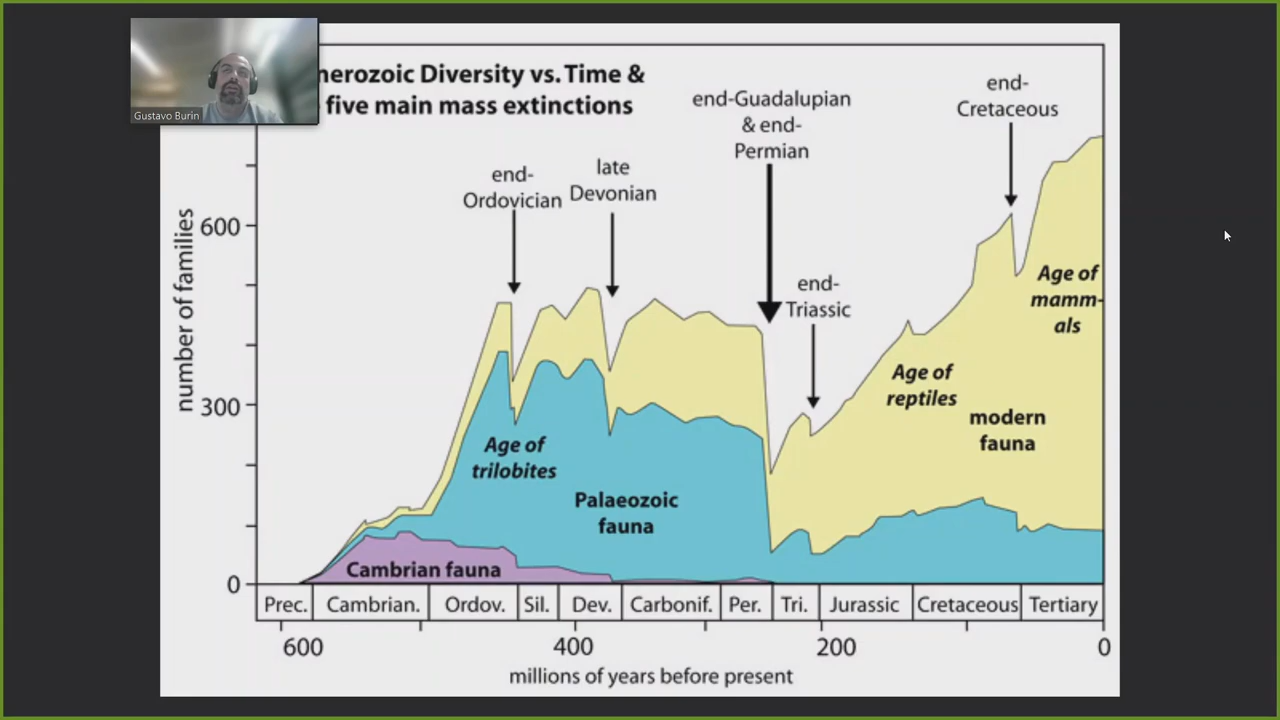 Gustavo Burin
nerozoic Diversity vs. Time &
five main mass extinctions
end-
Ordovician
late
Devonian
end-Guadalupian
& end-
Permian
end-
Triassic
end-
Cretaceous
number of families
600
300
0
Age of
trilobites
Palaeozoic
fauna
Cambrian fauna
Age of
reptiles
modern
fauna
Age of
mamm-
als
Prec. Cambrian. Ordov. Sil. Dev. Carbonif. Per. Tri. Jurassic Cretaceous Tertiary
600 400 200 0
millions of years before present